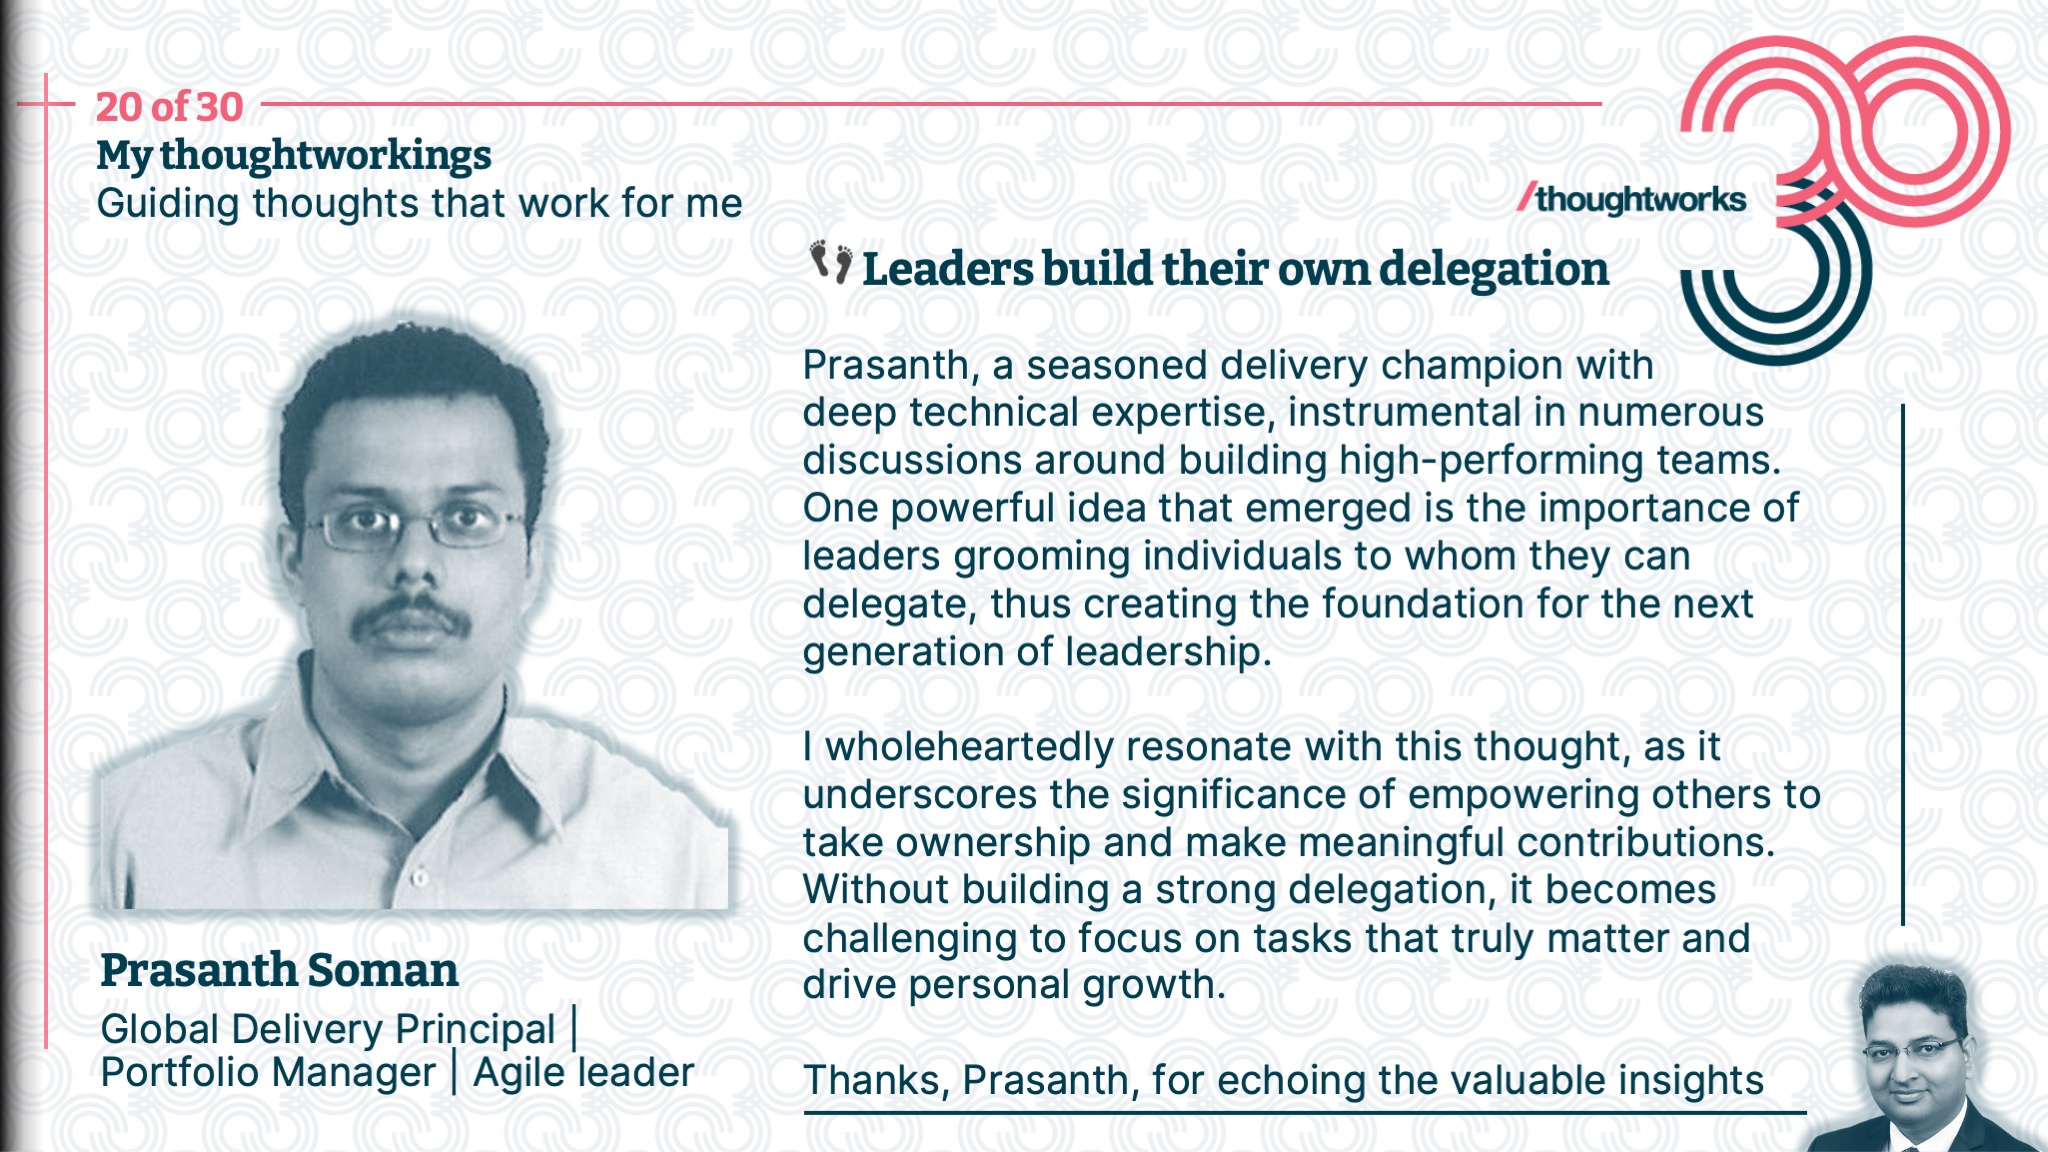 20 of 30
My thoughtworkings
Guiding thoughts that work for me
30
/thoughtworks
3
Leaders build their own delegation
Prasanth, a seasoned delivery champion with
deep technical expertise, instrumental in numerous
discussions around building high-performing teams.
One powerful idea that emerged is the importance of
leaders grooming individuals to whom they can
delegate, thus creating the foundation for the next
generation of leadership.
I wholeheartedly resonate with this thought, as it
underscores the significance of empowering others to
take ownership and make meaningful contributions.
Without building a strong delegation, it becomes
challenging to focus on tasks that truly matter and
drive personal growth.
Thanks, Prasanth, for echoing the valuable insights
Prasanth Soman
Global Delivery Principal |
Portfolio Manager | Agile leader